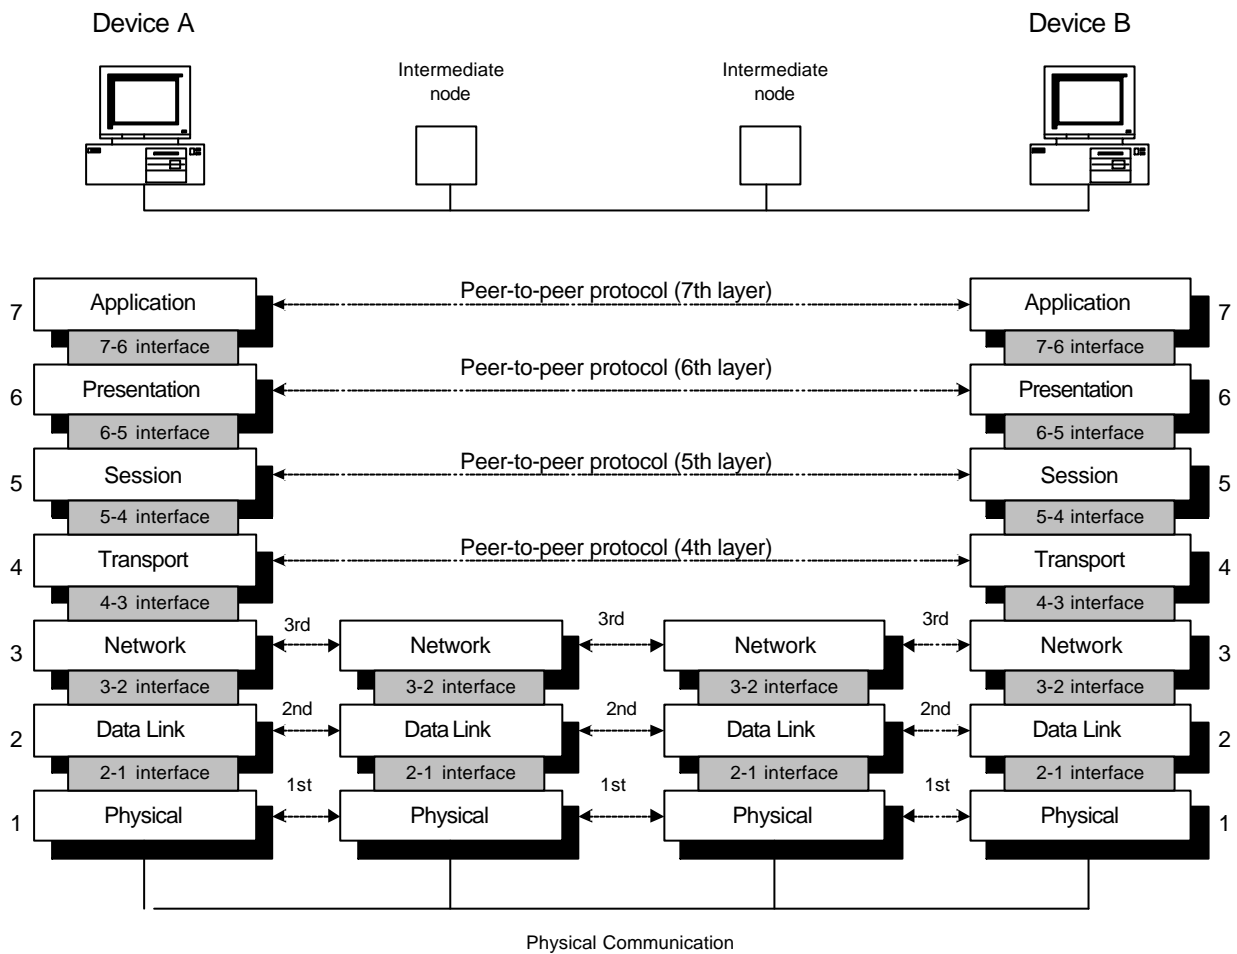 Device A
Device B
Intermediate
node
Intermediate
node
7
Application
Peer-to-peer protocol (7th layer)
Application
7
7-6 interface
7-6 interface
6
Presentation
Peer-to-peer protocol (6th layer)
Presentation
6
6-5 interface
6-5 interface
5
Session
Peer-to-peer protocol (5th layer)
Session
5
5-4 interface
5-4 interface
4
Transport
Peer-to-peer protocol (4th layer)
Transport
4
4-3 interface
4-3 interface
3
Network
3rd
Network
3rd
Network
3rd
Network
3
3-2 interface
3-2 interface
3-2 interface
3-2 interface
2
Data Link
2nd
Data Link
2nd
Data Link
2nd
Data Link
2
2-1 interface
2-1 interface
2-1 interface
2-1 interface
1
Physical
1st
Physical
1st
Physical
1st
Physical
1
Physical Communication